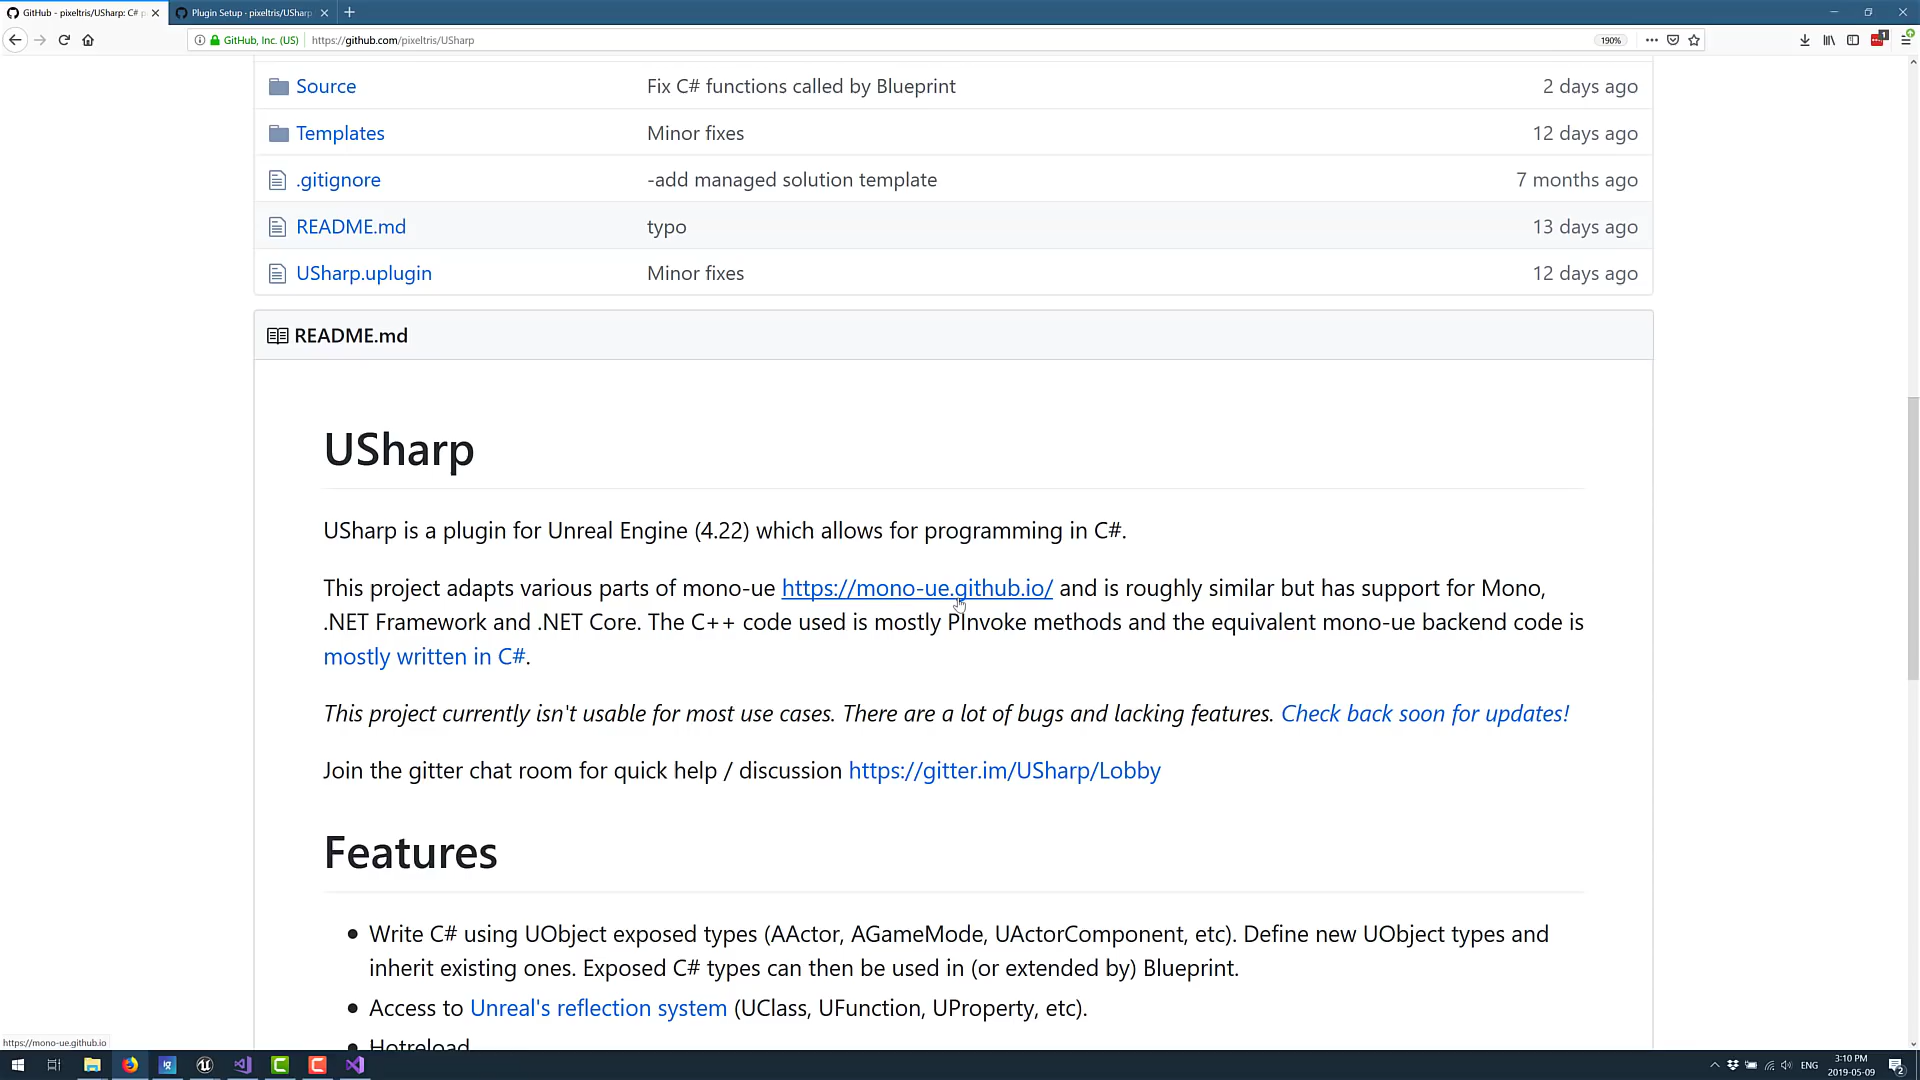 GitHub - pixeltris/USharp: C# p
Plugin Setup · pixeltris/USharp
GitHub, Inc. (US)
https://github.com/pixeltris/USharp
190%
1
Source
Fix C# functions called by Blueprint
2 days ago
Templates
Minor fixes
12 days ago
.gitignore
-add managed solution template
7 months ago
README.md
typo
13 days ago
USharp.uplugin
Minor fixes
12 days ago
README.md
USharp
USharp is a plugin for Unreal Engine (4.22) which allows for programming in C#.
This project adapts various parts of mono-ue https://mono-ue.github.io/ and is roughly similar but has support for Mono,
.NET Framework and .NET Core. The C++ code used is mostly PInvoke methods and the equivalent mono-ue backend code is
mostly written in C#.
This project currently isn't usable for most use cases. There are a lot of bugs and lacking features. Check back soon for updates!
Join the gitter chat room for quick help / discussion https://gitter.im/USharp/Lobby
Features
Write C# using UObject exposed types (AActor, AGameMode, UActorComponent, etc). Define new UObject types and
inherit existing ones. Exposed C# types can then be used in (or extended by) Blueprint.
Access to Unreal's reflection system (UClass, UFunction, UProperty, etc).
Hotreload
https://mono-ue.github.io
ENG
3:10 PM
2019-05-09
2